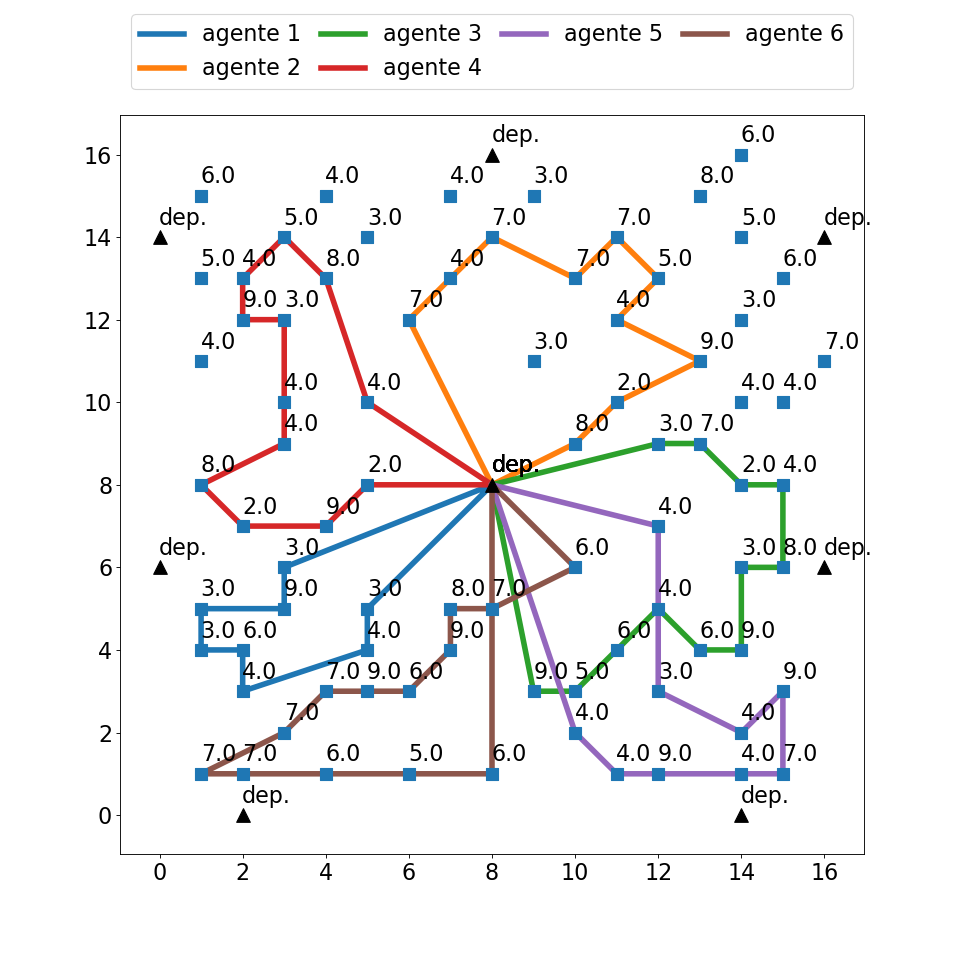 agente 1 agente 3 agente 5 agente 6
agente 2 agente 4
6.0
16 dep.
6.0 4.0 4.0 3.0 8.0
dep. 5.0 3.0 7.0 7.0 5.0 dep.
14
5.0 4.0 8.0 4.0 7.0 5.0 6.0
9.0 3.0 7.0 4.0 3.0
12
4.0 3.0 9.0 7.0
4.0 4.0 2.0 4.0 4.0
10
4.0 8.0 3.0 7.0
8.0 2.0 dep. 2.0 4.0
8
2.0 9.0 4.0
dep. 3.0 6.0 3.0 8.0 dep.
6
3.0 9.0 3.0 8.0 7.0 4.0
3.0 6.0 4.0 9.0 6.0 6.0 9.0
4
4.0 7.0 9.0 6.0 9.0 5.0 3.0 9.0
7.0 4.0 4.0
2
7.0 7.0 6.0 5.0 6.0 4.0 9.0 4.0 7.0
dep. dep.
0
0 2 4 6 8 10 12 14 16